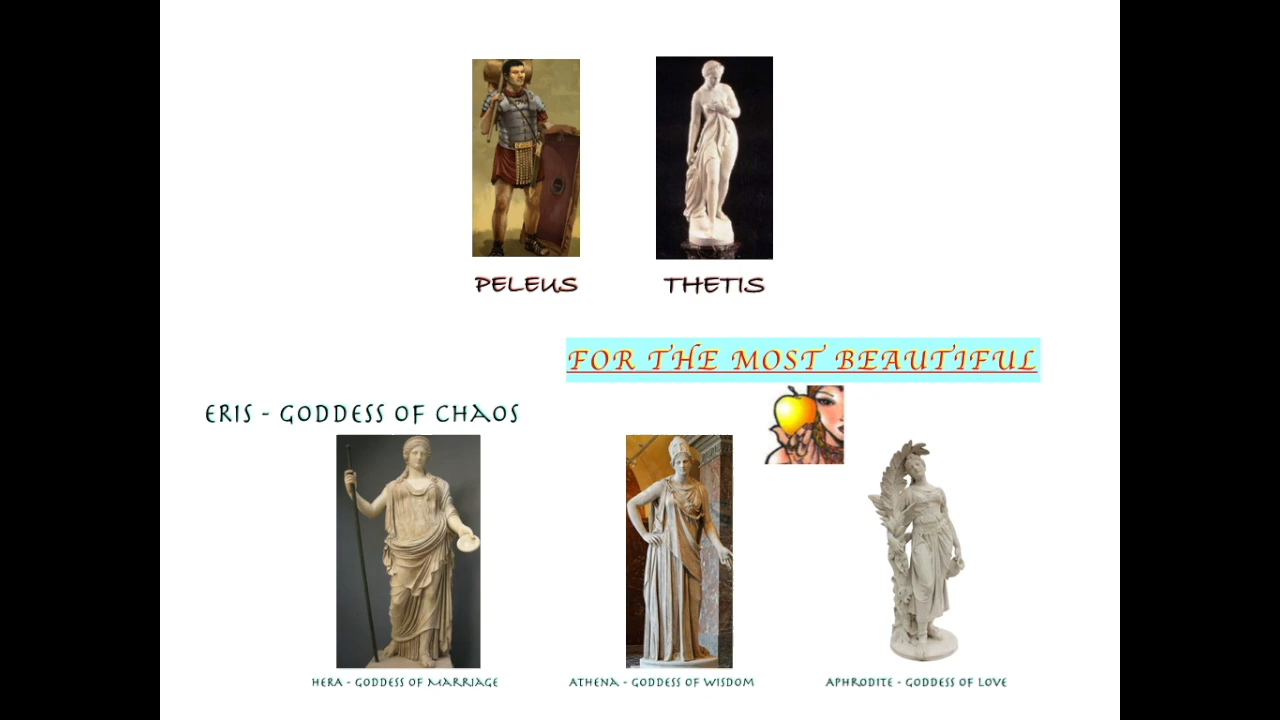 PELEUS
THETIS
FOR THE MOST BEAUTIFUL
ERIS - GODDESS OF CHAOS
HERA - GODDESS OF MARRIAGE
ATHENA - GODDESS OF WISDOM
APHRODITE - GODDESS OF LOVE